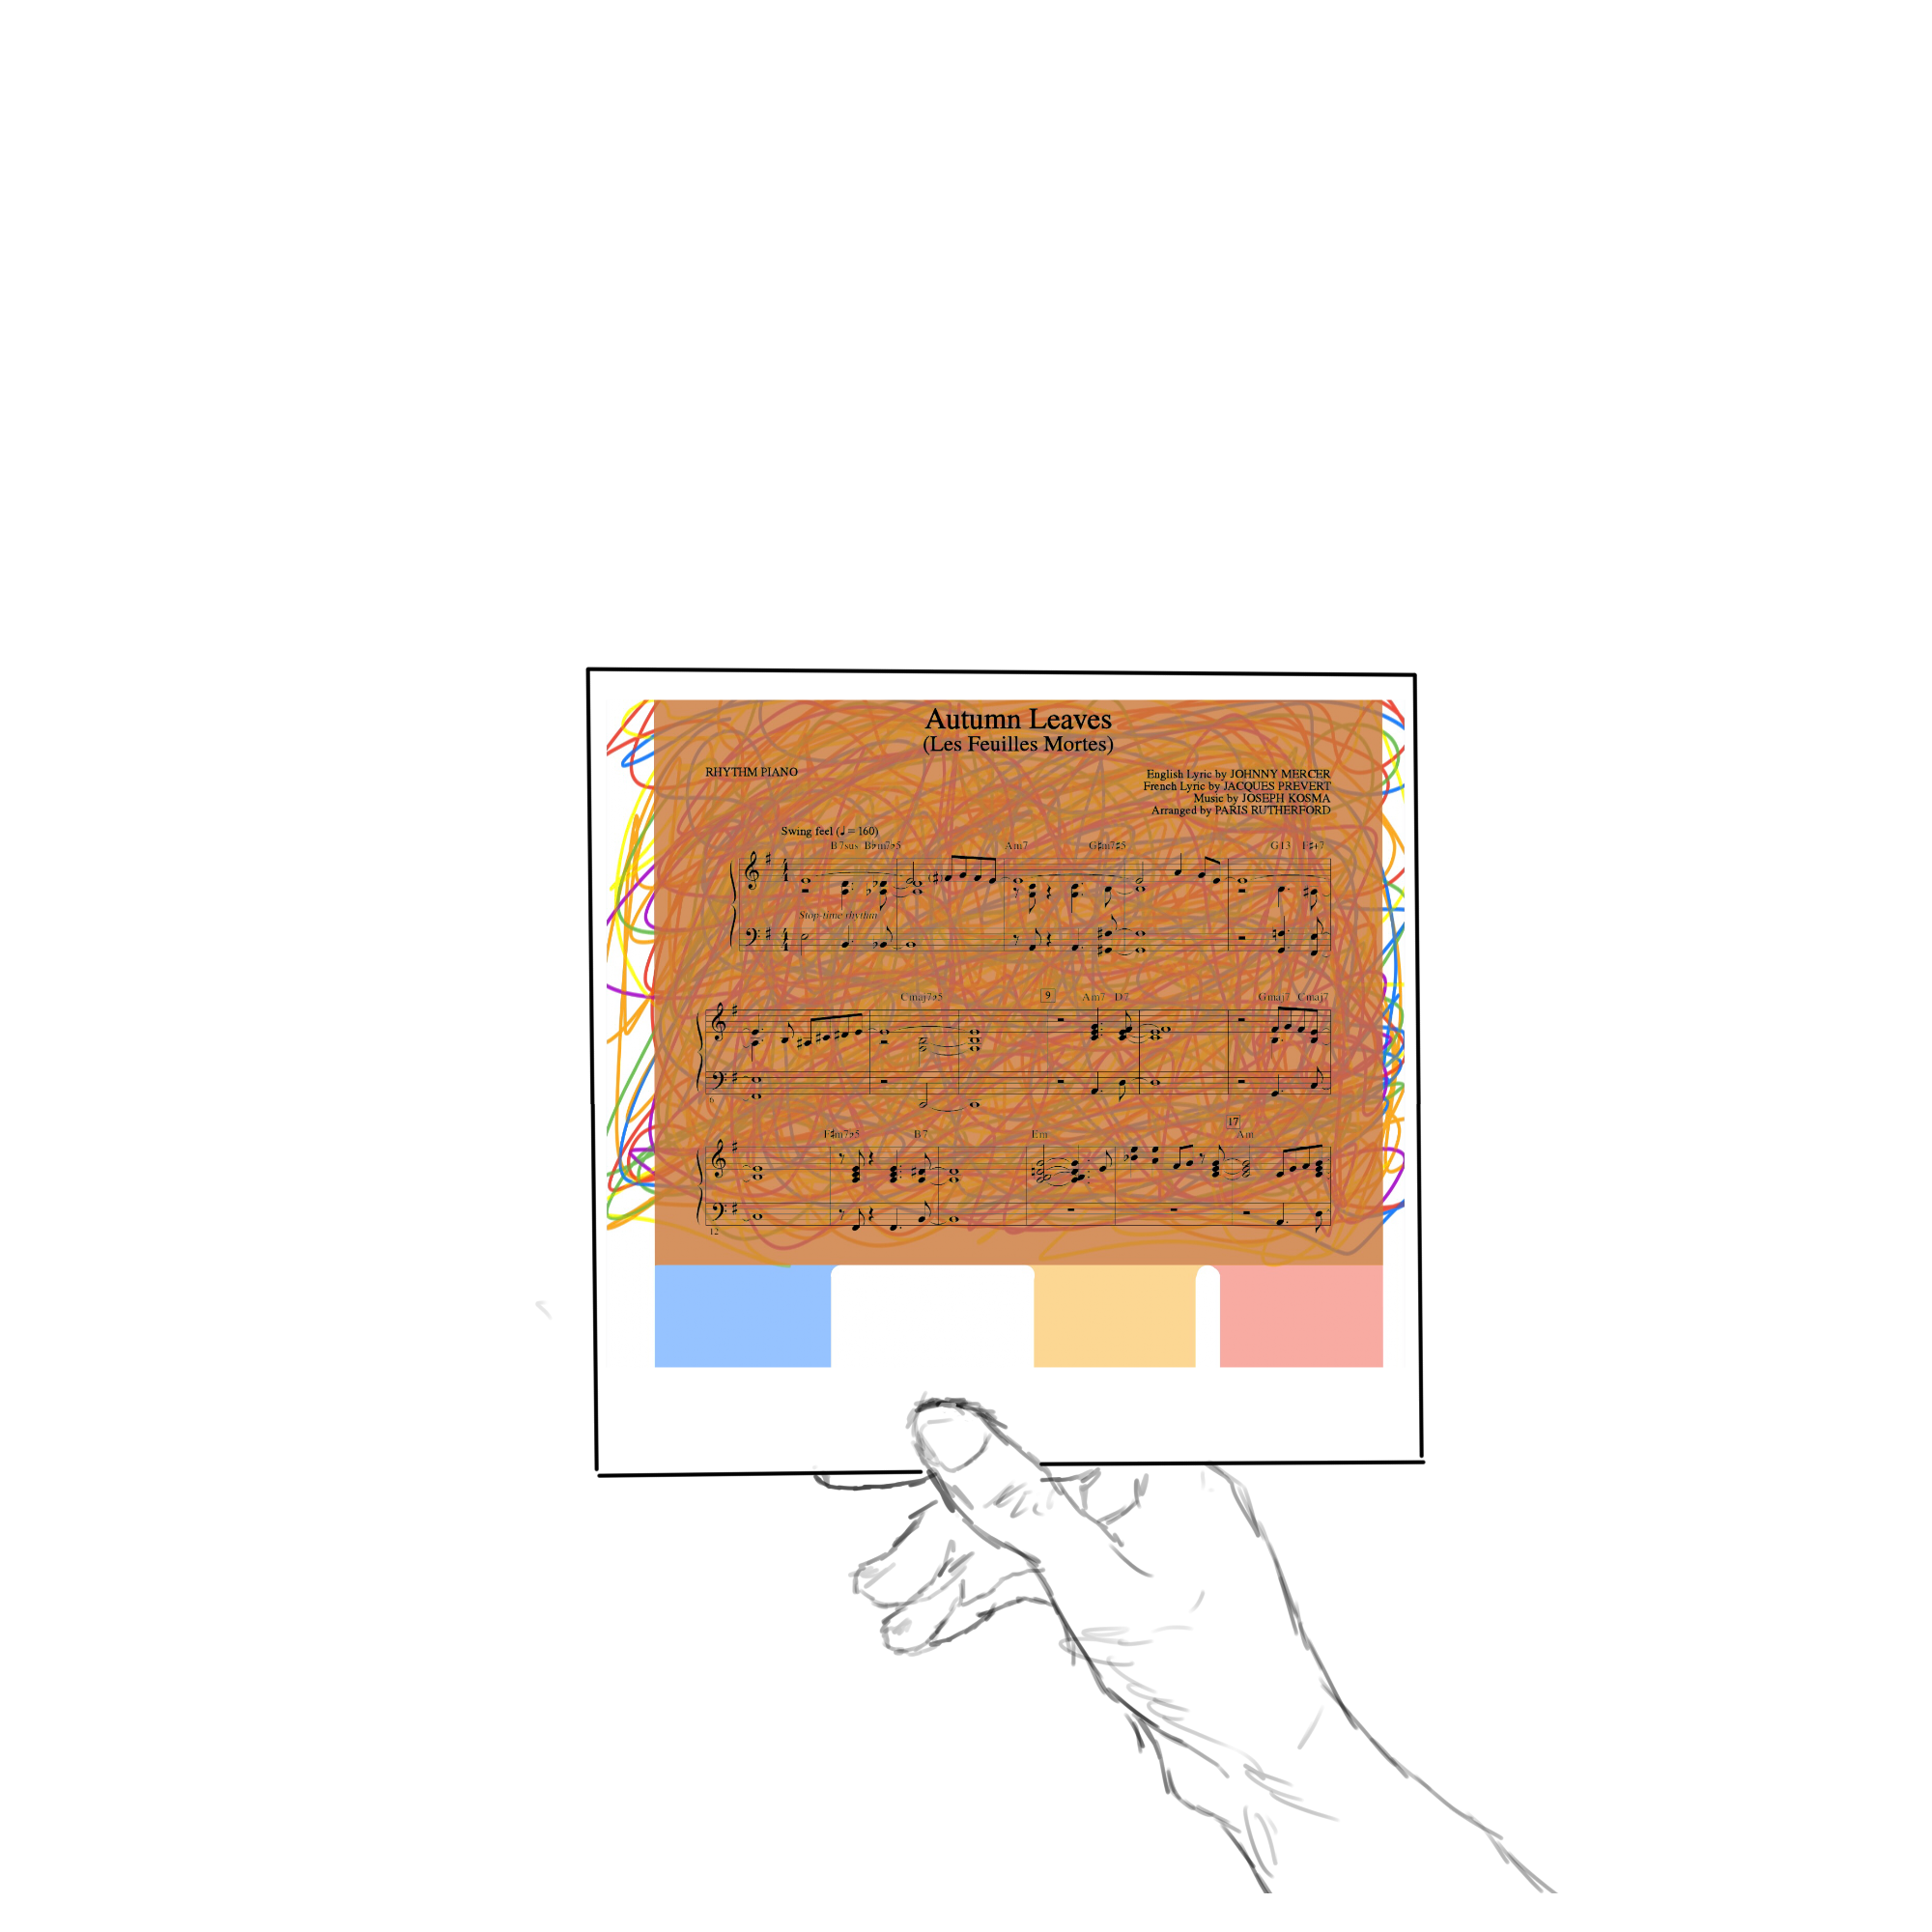 Autumn Leaves
(Les Feuilles Mortes)
RHYTHM PIANO
English Lyric by JOHNNY MERCER
French Lyric by JACQUES PREVERT
Music by JOSEPH KOSMA
Arranged by PARIS RUTHERFORD
Swing feel (♩ = 160)
B7sus B♭m7♭5 Am7 G♯m7♯5 G13 F♯+7
Stop-time rhythm
Cmaj7♭5 9 Am7 D7 Gmaj7 Cmaj7
6
17
F♯m7♭5 B7 Em Am
12